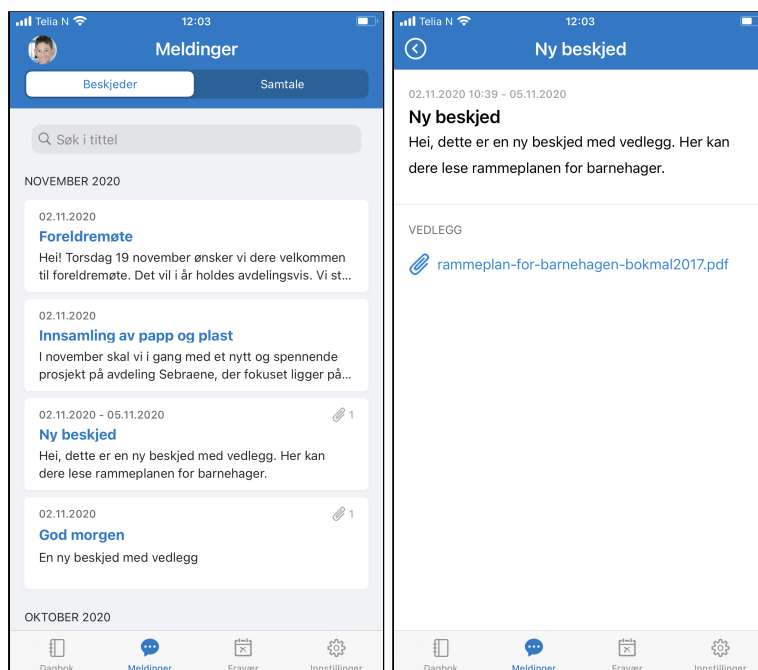 Telia N 12:03
Meldinger
Beskjeder Samtale
Søk i tittel
NOVEMBER 2020
02.11.2020
Foreldremøte
Hei! Torsdag 19 november ønsker vi dere velkommen
til foreldremøte. Det vil i år holdes avdelingsvis. Vi st...
02.11.2020
Innsamling av papp og plast
I november skal vi i gang med et nytt og spennende
prosjekt på avdeling Sebraene, der fokuset ligger på...
02.11.2020 - 05.11.2020 1
Ny beskjed
Hei, dette er en ny beskjed med vedlegg. Her kan
dere lese rammeplanen for barnehager.
02.11.2020 1
God morgen
En ny beskjed med vedlegg
OKTOBER 2020
Dagbok Meldinger Fravær Innstillinger
Telia N 12:03
Ny beskjed
02.11.2020 10:39 - 05.11.2020
Ny beskjed
Hei, dette er en ny beskjed med vedlegg. Her kan
dere lese rammeplanen for barnehager.
VEDLEGG
rammeplan-for-barnehagen-bokmal2017.pdf
Dagbok Meldinger Fravær Innstillinger